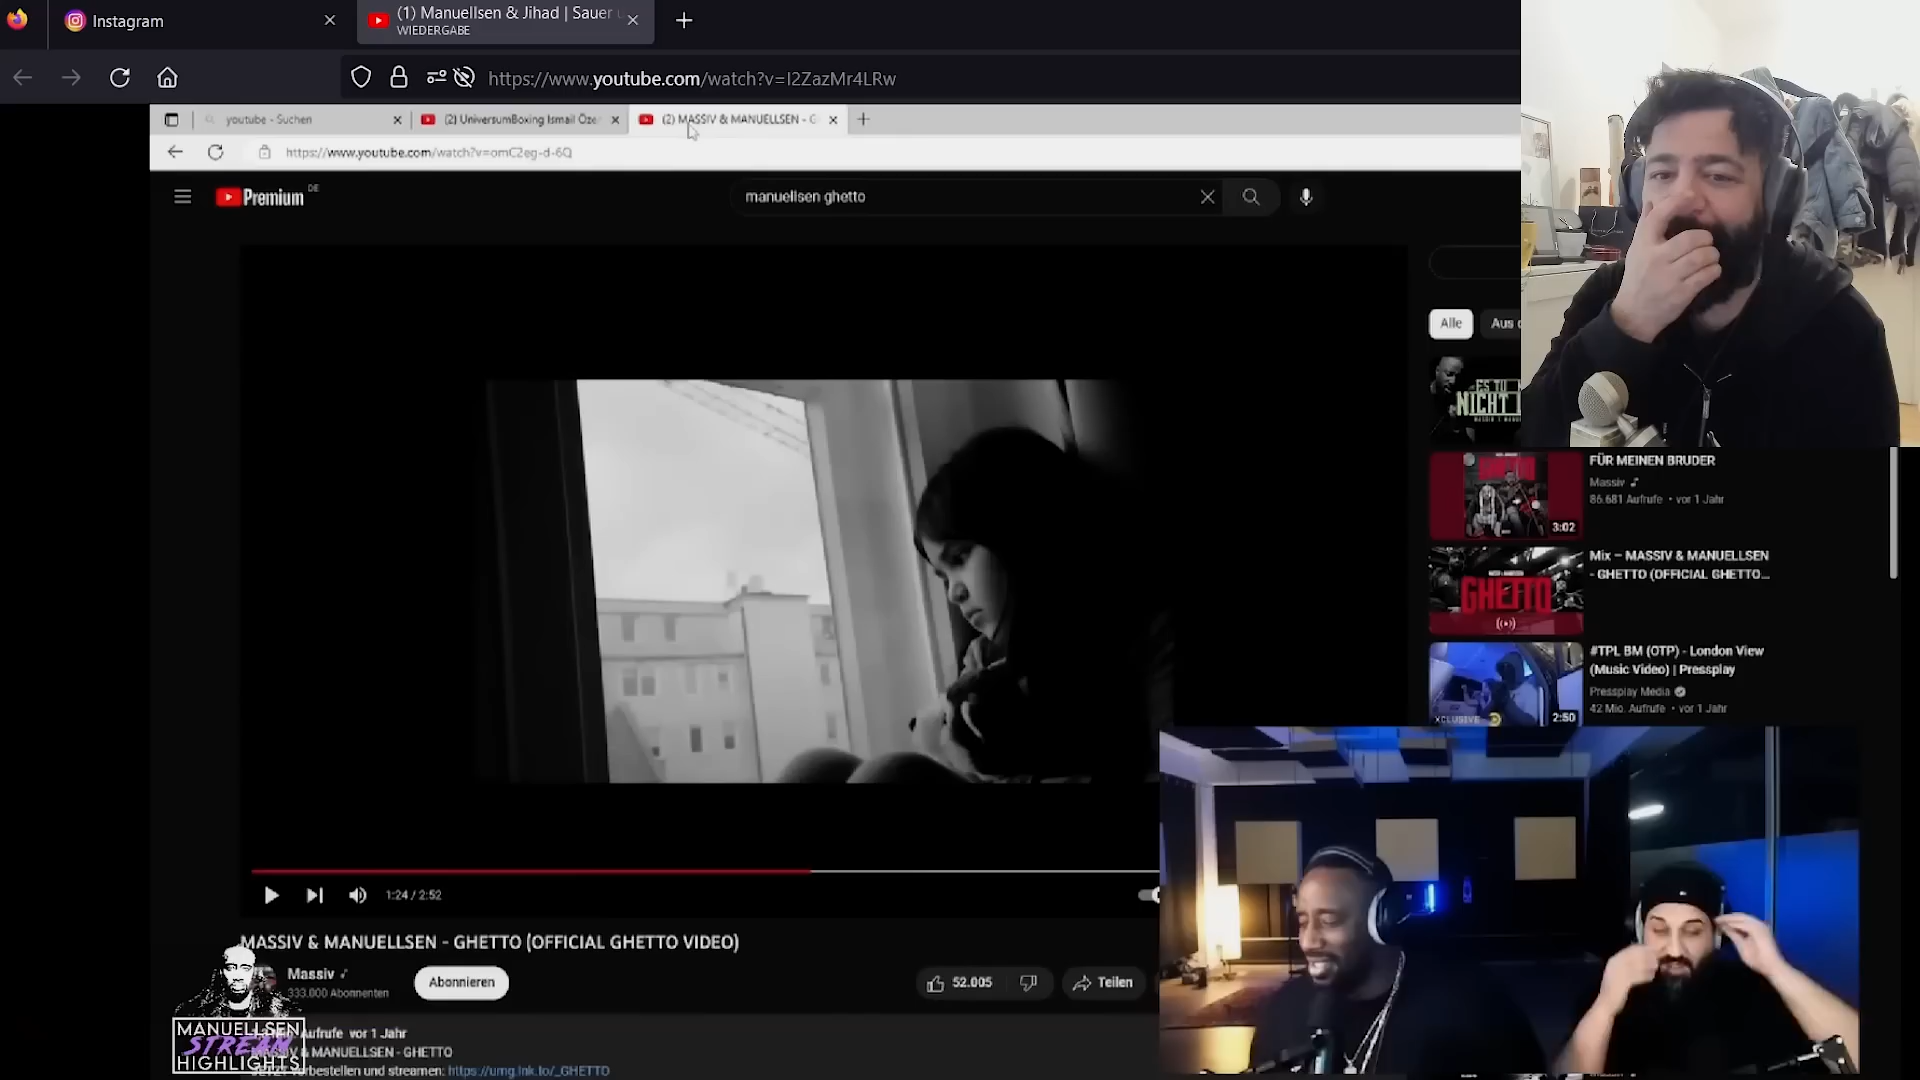 Instagram
(1) Manuellsen & Jihad | Sauer
WIEDERGABE
https://www.youtube.com/watch?v=I2ZazMr4LRw
youtube - Suchen
(2) UniversumBoxing Ismail Öze
(2) MASSIV & MANUELLSEN - G
https://www.youtube.com/watch?v=omC2eg-d-6Q
Premium DE
manuellsen ghetto
Alle
Aus
ES TU
NICHT
FÜR MEINEN BRUDER
Massiv
86.681 Aufrufe • vor 1 Jahr
3:02
Mix – MASSIV & MANUELLSEN
- GHETTO (OFFICIAL GHETTO...
GHETTO
#TPL BM (OTP) - London View
(Music Video) | Pressplay
Pressplay Media
42 Mio. Aufrufe • vor 1 Jahr
XCLUSIVE
2:50
1:24 / 2:52
MASSIV & MANUELLSEN - GHETTO (OFFICIAL GHETTO VIDEO)
Massiv
333.000 Abonnenten
Abonnieren
52.005
Teilen
Aufrufe vor 1 Jahr
& MANUELLSEN - GHETTO
vorbestellen und streamen: https://umg.lnk.to/_GHETTO
MANUELLSEN
STREAM
HIGHLIGHTS